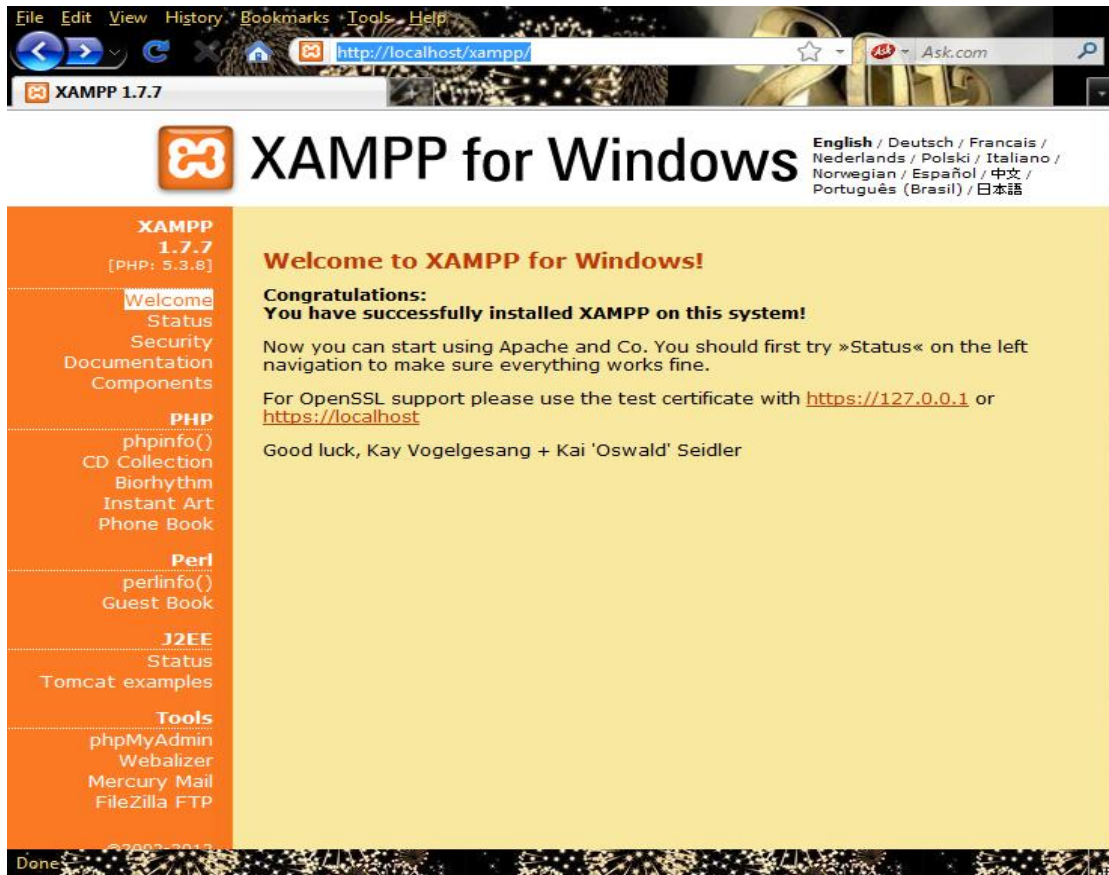 File Edit View History Bookmarks Tools Help
http://localhost/xampp/
Ask.com
XAMPP 1.7.7
XAMPP for Windows
English / Deutsch / Francais /
Nederlands / Polski / Italiano /
Norwegian / Español / 中文 /
Português (Brasil) / 日本語
XAMPP
1.7.7
[PHP: 5.3.8]
Welcome
Status
Security
Documentation
Components
PHP
phpinfo()
CD Collection
Biorhythm
Instant Art
Phone Book
Perl
perlinfo()
Guest Book
J2EE
Status
Tomcat examples
Tools
phpMyAdmin
Webalizer
Mercury Mail
FileZilla FTP
Welcome to XAMPP for Windows!
Congratulations:
You have successfully installed XAMPP on this system!
Now you can start using Apache and Co. You should first try »Status« on the left
navigation to make sure everything works fine.
For OpenSSL support please use the test certificate with https://127.0.0.1 or
https://localhost
Good luck, Kay Vogelgesang + Kai 'Oswald' Seidler
Done